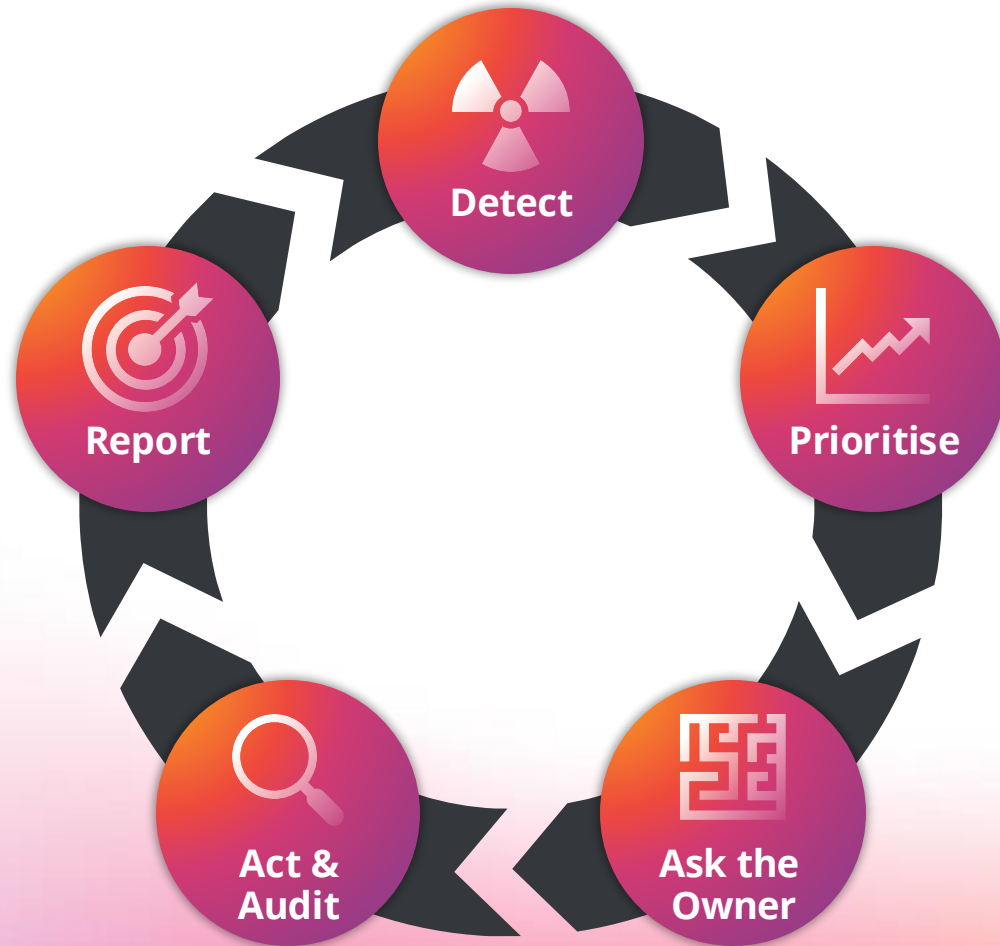 Detect
Prioritise
Ask the
Owner
Act &
Audit
Report